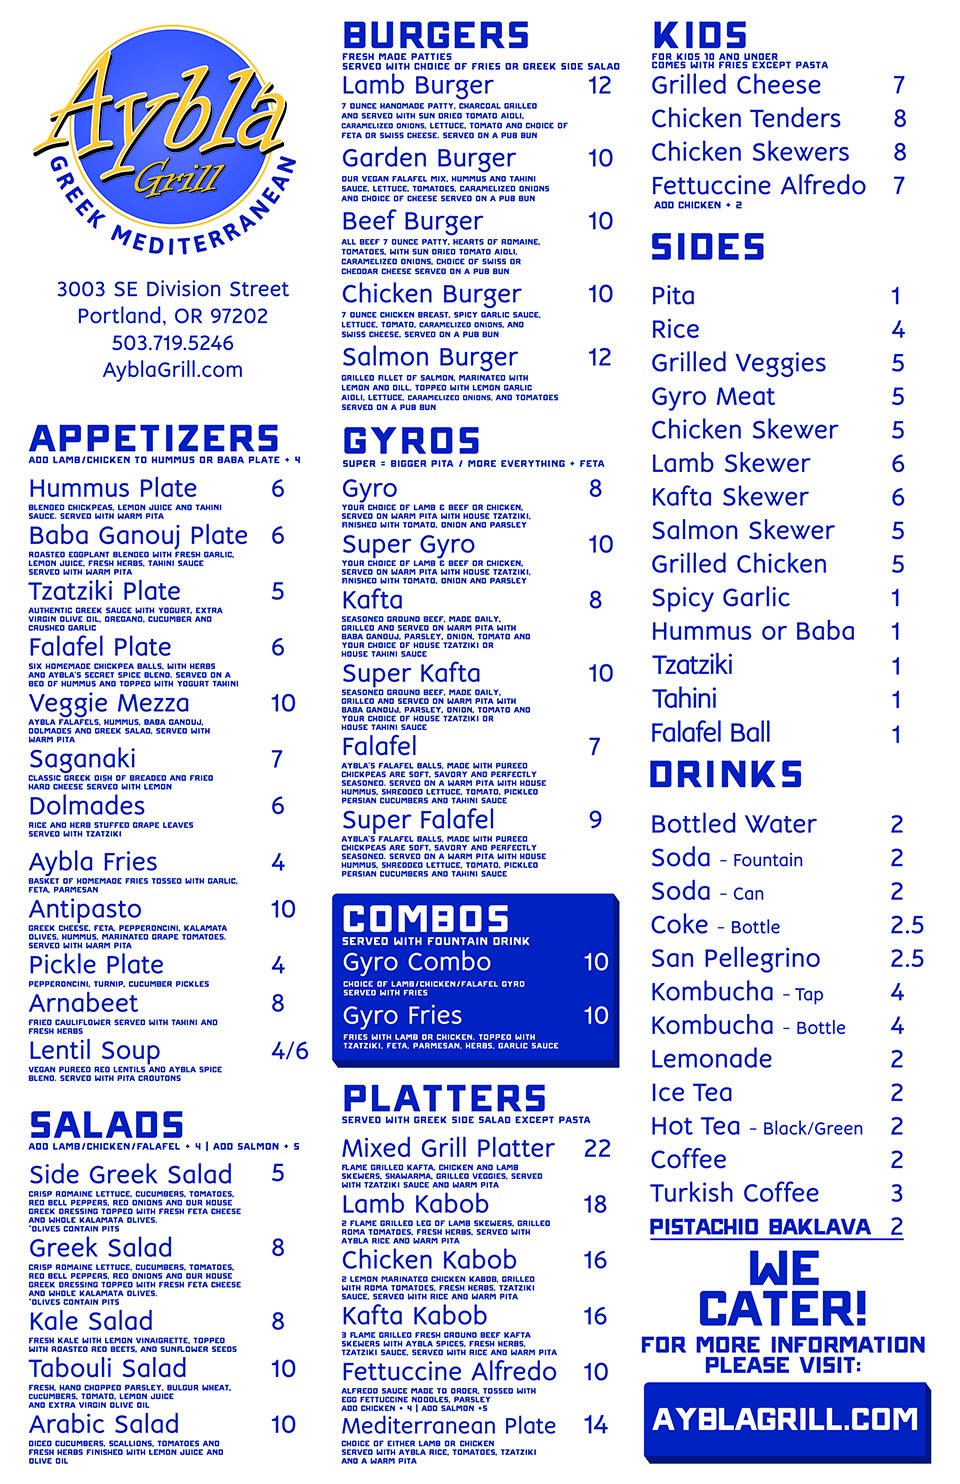 Aybla
Grill
GREEK MEDITERRANEAN
3003 SE Division Street
Portland, OR 97202
503.719.5246
AyblaGrill.com
APPETIZERS
ADD LAMB/CHICKEN TO HUMMUS OR BABA PLATE + 4
Hummus Plate 6
BLENDED CHICKPEAS, LEMON JUICE AND TAHINI
SAUCE. SERVED WITH WARM PITA
Baba Ganouj Plate 6
ROASTED EGGPLANT BLENDED WITH FRESH GARLIC,
LEMON JUICE, FRESH HERBS, TAHINI SAUCE
SERVED WITH WARM PITA
Tzatziki Plate 5
AUTHENTIC GREEK SAUCE WITH YOGURT, EXTRA
VIRGIN OLIVE OIL, OREGANO, CUCUMBER AND
CRUSHED GARLIC
Falafel Plate 6
SIX HOMEMADE CHICKPEA BALLS, WITH HERBS
AND AYBLA'S SECRET SPICE BLEND. SERVED ON A
BED OF HUMMUS AND TOPPED WITH YOGURT TAHINI
Veggie Mezza 10
AYBLA FALAFELS, HUMMUS, BABA GANOUJ,
DOLMADES AND GREEK SALAD, SERVED WITH
WARM PITA
Saganaki 7
CLASSIC GREEK DISH OF BREADED AND FRIED
HARD CHEESE SERVED WITH LEMON
Dolmades 6
RICE AND HERB STUFFED GRAPE LEAVES
SERVED WITH TZATZIKI
Aybla Fries 4
BASKET OF HOMEMADE FRIES TOSSED WITH GARLIC,
FETA, PARMESAN
Antipasto 10
GREEK CHEESE, FETA, PEPPERONCINI, KALAMATA
OLIVES, HUMMUS, MARINATED GRAPE TOMATOES.
SERVED WITH WARM PITA
Pickle Plate 4
PEPPERONCINI, TURNIP, CUCUMBER PICKLES
Arnabeet 8
FRIED CAULIFLOWER SERVED WITH TAHINI AND
FRESH HERBS
Lentil Soup 4/6
VEGAN PUREED RED LENTILS AND AYBLA SPICE
BLEND. SERVED WITH PITA CROUTONS
SALADS
ADD LAMB/CHICKEN/FALAFEL + 4 | ADD SALMON + 5
Side Greek Salad 5
CRISP ROMAINE LETTUCE, CUCUMBERS, TOMATOES,
RED BELL PEPPERS, RED ONIONS AND OUR HOUSE
GREEK DRESSING TOPPED WITH FRESH FETA CHEESE
AND WHOLE KALAMATA OLIVES.
*OLIVES CONTAIN PITS
Greek Salad 8
CRISP ROMAINE LETTUCE, CUCUMBERS, TOMATOES,
RED BELL PEPPERS, RED ONIONS AND OUR HOUSE
GREEK DRESSING TOPPED WITH FRESH FETA CHEESE
AND WHOLE KALAMATA OLIVES.
*OLIVES CONTAIN PITS
Kale Salad 8
FRESH KALE WITH LEMON VINAIGRETTE, TOPPED
WITH ROASTED RED BEETS, AND SUNFLOWER SEEDS
Tabouli Salad 10
FRESH, HAND CHOPPED PARSLEY, BULGUR WHEAT,
CUCUMBERS, TOMATO, LEMON JUICE
AND EXTRA VIRGIN OLIVE OIL
Arabic Salad 10
DICED CUCUMBERS, SCALLIONS, TOMATOES AND
FRESH HERBS FINISHED WITH LEMON JUICE AND
OLIVE OIL
BURGERS
FRESH MADE PATTIES
SERVED WITH CHOICE OF FRIES OR GREEK SIDE SALAD
Lamb Burger 12
7 OUNCE HANDMADE PATTY, CHARCOAL GRILLED
AND SERVED WITH SUN DRIED TOMATO AIOLI,
CARAMELIZED ONIONS, LETTUCE, TOMATO AND CHOICE OF
FETA OR SWISS CHEESE. SERVED ON A PUB BUN
Garden Burger 10
OUR VEGAN FALAFEL MIX, HUMMUS AND TAHINI
SAUCE, LETTUCE, TOMATOES, CARAMELIZED ONIONS
AND CHOICE OF CHEESE SERVED ON A PUB BUN
Beef Burger 10
ALL BEEF 7 OUNCE PATTY, HEARTS OF ROMAINE,
TOMATOES, WITH SUN DRIED TOMATO AIOLI,
CARAMELIZED ONIONS, CHOICE OF SWISS OR
CHEDDAR CHEESE SERVED ON A PUB BUN
Chicken Burger 10
7 OUNCE CHICKEN BREAST, SPICY GARLIC SAUCE,
LETTUCE, TOMATO, CARAMELIZED ONIONS, AND
SWISS CHEESE, SERVED ON A PUB BUN
Salmon Burger 12
GRILLED FILLET OF SALMON, MARINATED WITH
LEMON AND DILL, TOPPED WITH LEMON GARLIC
AIOLI, LETTUCE, CARAMELIZED ONIONS, AND TOMATOES
SERVED ON A PUB BUN
GYROS
SUPER = BIGGER PITA / MORE EVERYTHING + FETA
Gyro 8
YOUR CHOICE OF LAMB & BEEF OR CHICKEN,
SERVED ON WARM PITA WITH HOUSE TZATZIKI,
FINISHED WITH TOMATO, ONION AND PARSLEY
Super Gyro 10
YOUR CHOICE OF LAMB & BEEF OR CHICKEN,
SERVED ON WARM PITA WITH HOUSE TZATZIKI,
FINISHED WITH TOMATO, ONION AND PARSLEY
Kafta 8
SEASONED GROUND BEEF, MADE DAILY,
GRILLED AND SERVED ON WARM PITA WITH
BABA GANOUJ, PARSLEY, ONION, TOMATO AND
YOUR CHOICE OF HOUSE TZATZIKI OR
HOUSE TAHINI SAUCE
Super Kafta 10
SEASONED GROUND BEEF, MADE DAILY,
GRILLED AND SERVED ON WARM PITA WITH
BABA GANOUJ, PARSLEY, ONION, TOMATO AND
YOUR CHOICE OF HOUSE TZATZIKI OR
HOUSE TAHINI SAUCE
Falafel 7
AYBLA'S FALAFEL BALLS, MADE WITH PUREED
CHICKPEAS ARE SOFT, SAVORY AND PERFECTLY
SEASONED. SERVED ON A WARM PITA WITH HOUSE
HUMMUS, SHREDDED LETTUCE, TOMATO, PICKLED
PERSIAN CUCUMBERS AND TAHINI SAUCE
Super Falafel 9
AYBLA'S FALAFEL BALLS, MADE WITH PUREED
CHICKPEAS ARE SOFT, SAVORY AND PERFECTLY
SEASONED. SERVED ON A WARM PITA WITH HOUSE
HUMMUS, SHREDDED LETTUCE, TOMATO, PICKLED
PERSIAN CUCUMBERS AND TAHINI SAUCE
COMBOS
SERVED WITH FOUNTAIN DRINK
Gyro Combo 10
CHOICE OF LAMB/CHICKEN/FALAFEL GYRO
SERVED WITH FRIES
Gyro Fries 10
FRIES WITH LAMB OR CHICKEN. TOPPED WITH
TZATZIKI, FETA, PARMESAN, HERBS, GARLIC SAUCE
PLATTERS
SERVED WITH GREEK SIDE SALAD EXCEPT PASTA
Mixed Grill Platter 22
FLAME GRILLED KAFTA, CHICKEN AND LAMB
SKEWERS, SHAWARMA, GRILLED VEGGIES, SERVED
WITH TZATZIKI SAUCE AND WARM PITA
Lamb Kabob 18
2 FLAME GRILLED LEG OF LAMB SKEWERS, GRILLED
ROMA TOMATOES, FRESH HERBS, SERVED WITH
AYBLA RICE AND WARM PITA
Chicken Kabob 16
2 LEMON MARINATED CHICKEN KABOB, GRILLED
WITH ROMA TOMATOES, FRESH HERBS, TZATZIKI
SAUCE, SERVED WITH RICE AND WARM PITA
Kafta Kabob 16
3 FLAME GRILLED FRESH GROUND BEEF KAFTA
SKEWERS WITH AYBLA SPICES, FRESH HERBS,
TZATZIKI SAUCE, SERVED WITH RICE AND WARM PITA
Fettuccine Alfredo 10
ALFREDO SAUCE MADE TO ORDER, TOSSED WITH
EGG FETTUCCINE NOODLES, PARSLEY
ADD CHICKEN + 4 | ADD SALMON +5
Mediterranean Plate 14
CHOICE OF EITHER LAMB OR CHICKEN
SERVED WITH AYBLA RICE, TOMATOES, TZATZIKI
AND A WARM PITA
KIDS
FOR KIDS 10 AND UNDER
COMES WITH FRIES EXCEPT PASTA
Grilled Cheese 7
Chicken Tenders 8
Chicken Skewers 8
Fettuccine Alfredo 7
ADD CHICKEN + 2
SIDES
Pita 1
Rice 4
Grilled Veggies 5
Gyro Meat 5
Chicken Skewer 5
Lamb Skewer 6
Kafta Skewer 6
Salmon Skewer 5
Grilled Chicken 5
Spicy Garlic 1
Hummus or Baba 1
Tzatziki 1
Tahini 1
Falafel Ball 1
DRINKS
Bottled Water 2
Soda - Fountain 2
Soda - Can 2
Coke - Bottle 2.5
San Pellegrino 2.5
Kombucha - Tap 4
Kombucha - Bottle 4
Lemonade 2
Ice Tea 2
Hot Tea - Black/Green 2
Coffee 2
Turkish Coffee 3
PISTACHIO BAKLAVA 2
WE
CATER!
FOR MORE INFORMATION
PLEASE VISIT:
AYBLAGRILL.COM